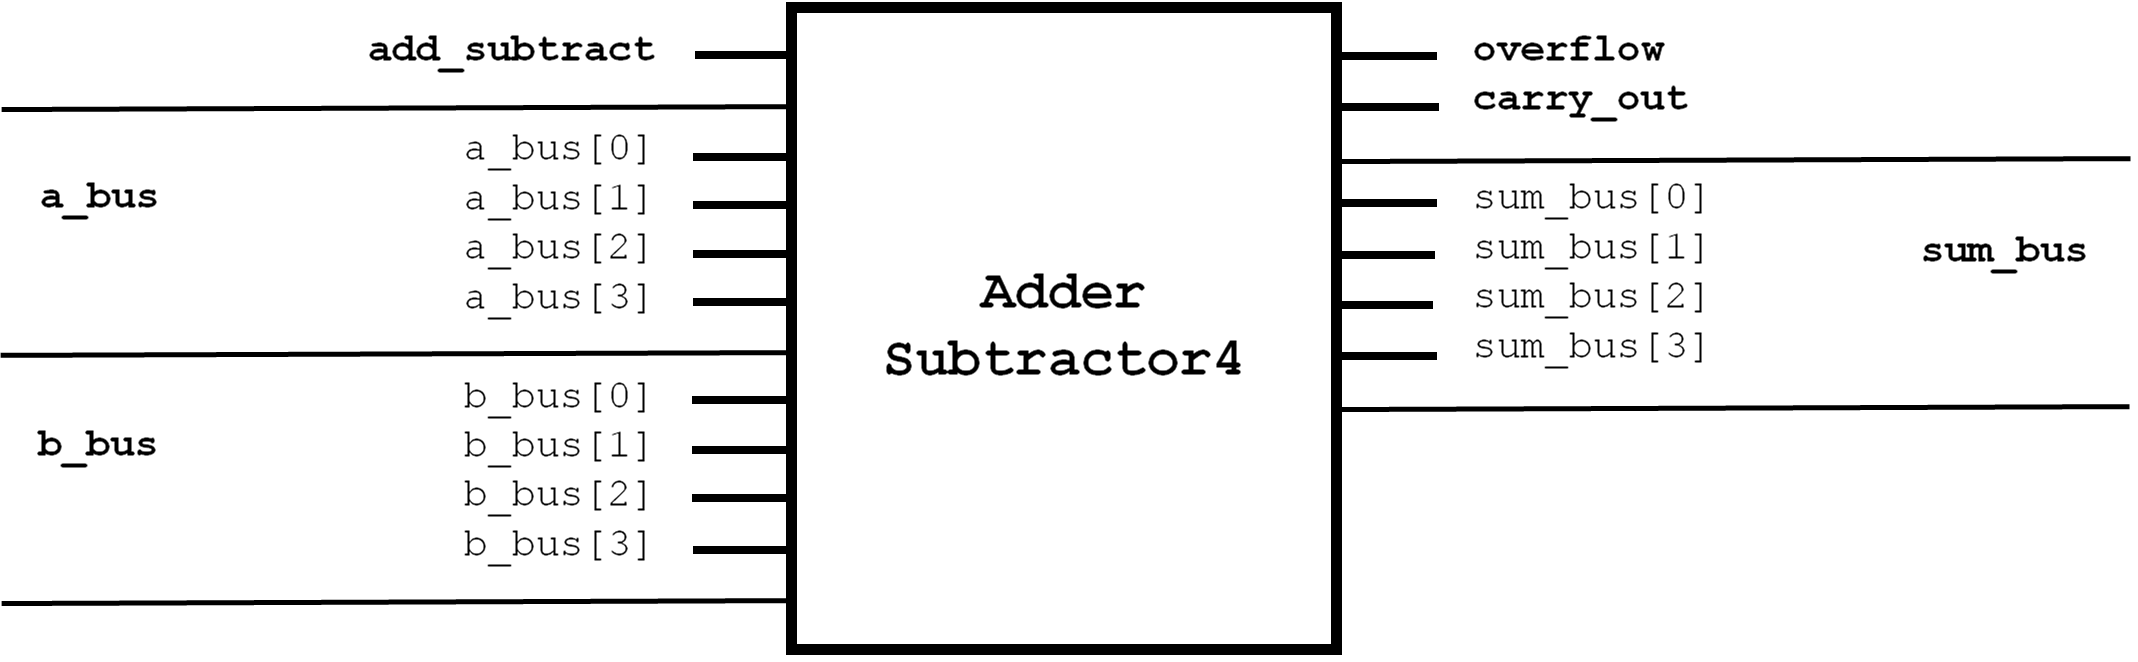 add_subtract
a_bus
a_bus[0]
a_bus[1]
a_bus[2]
a_bus[3]
b_bus
b_bus[0]
b_bus[1]
b_bus[2]
b_bus[3]
Adder
Subtractor4
overflow
carry_out
sum_bus[0]
sum_bus[1]
sum_bus[2]
sum_bus[3]
sum_bus